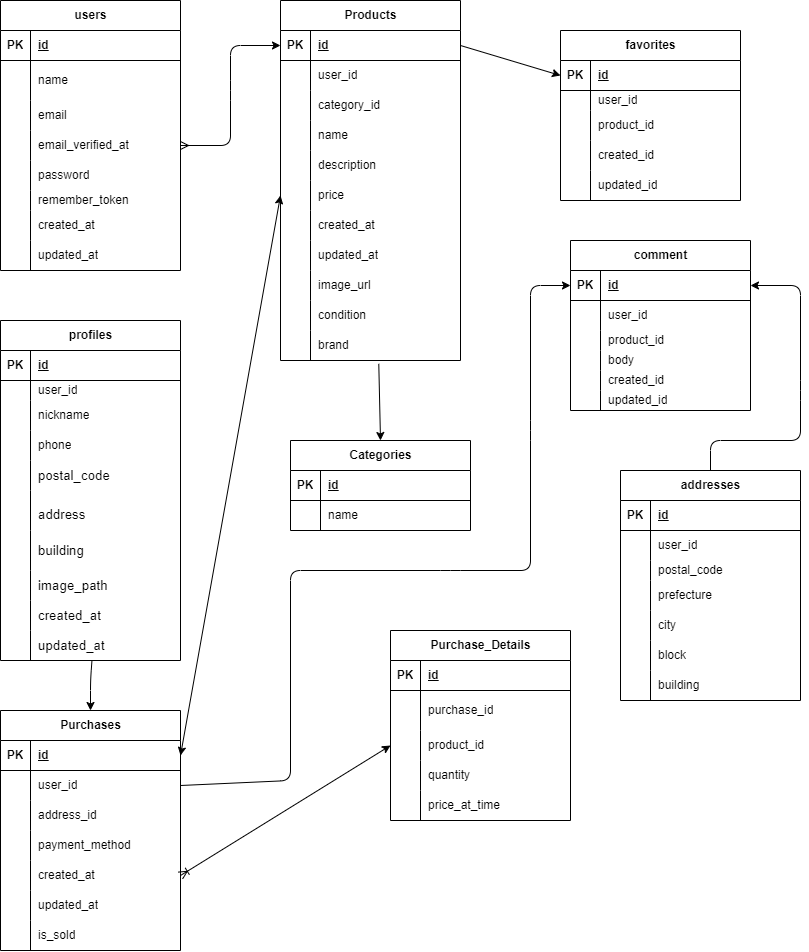 users
PK id
name
email
email_verified_at
password
remember_token
created_at
updated_at
Products
PK id
user_id
category_id
name
description
price
created_at
updated_at
image_url
condition
brand
favorites
PK id
user_id
product_id
created_id
updated_id
comment
PK id
user_id
product_id
body
created_id
updated_id
profiles
PK id
user_id
nickname
phone
postal_code
address
building
image_path
created_at
updated_at
Categories
PK id
name
addresses
PK id
user_id
postal_code
prefecture
city
block
building
Purchase_Details
PK id
purchase_id
product_id
quantity
price_at_time
Purchases
PK id
user_id
address_id
payment_method
created_at
updated_at
is_sold